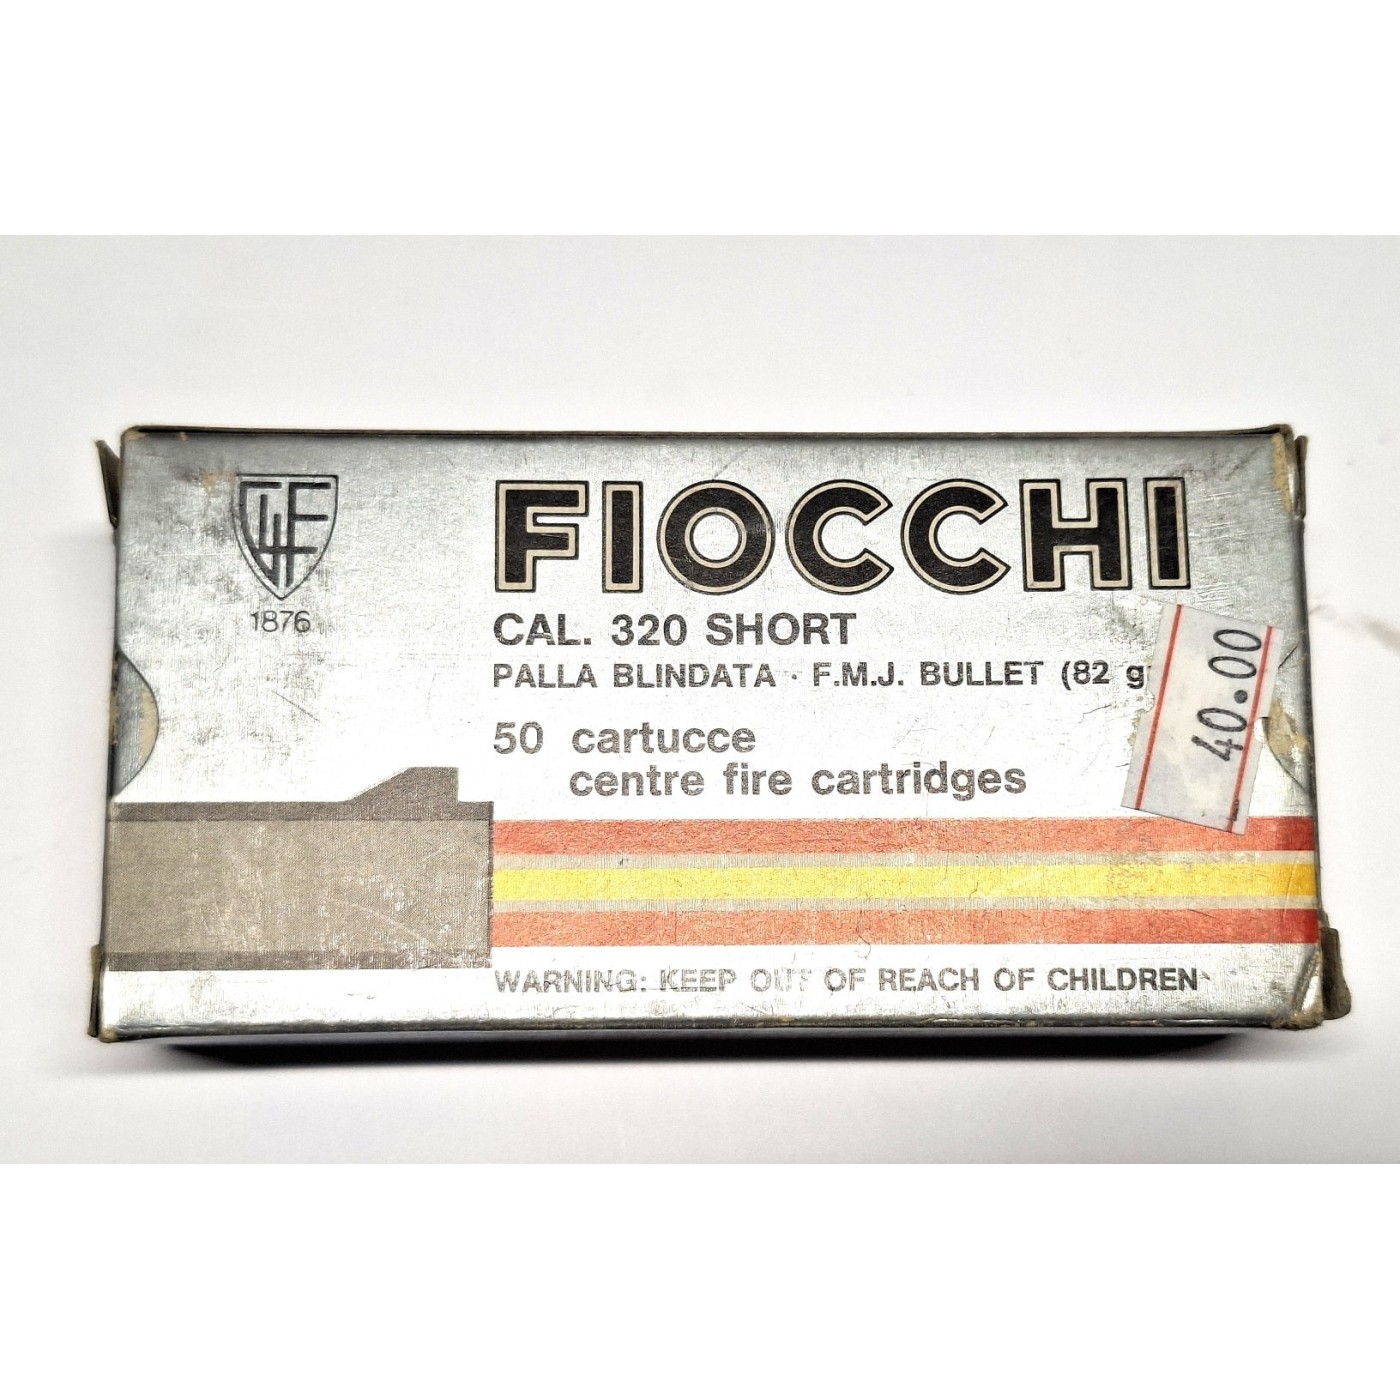 GFL
1876
FIOCCHI
CAL. 320 SHORT
PALLA BLINDATA · F.M.J. BULLET (82 g
50 cartucce
centre fire cartridges
40.00
WARNING: KEEP OUT OF REACH OF CHILDREN